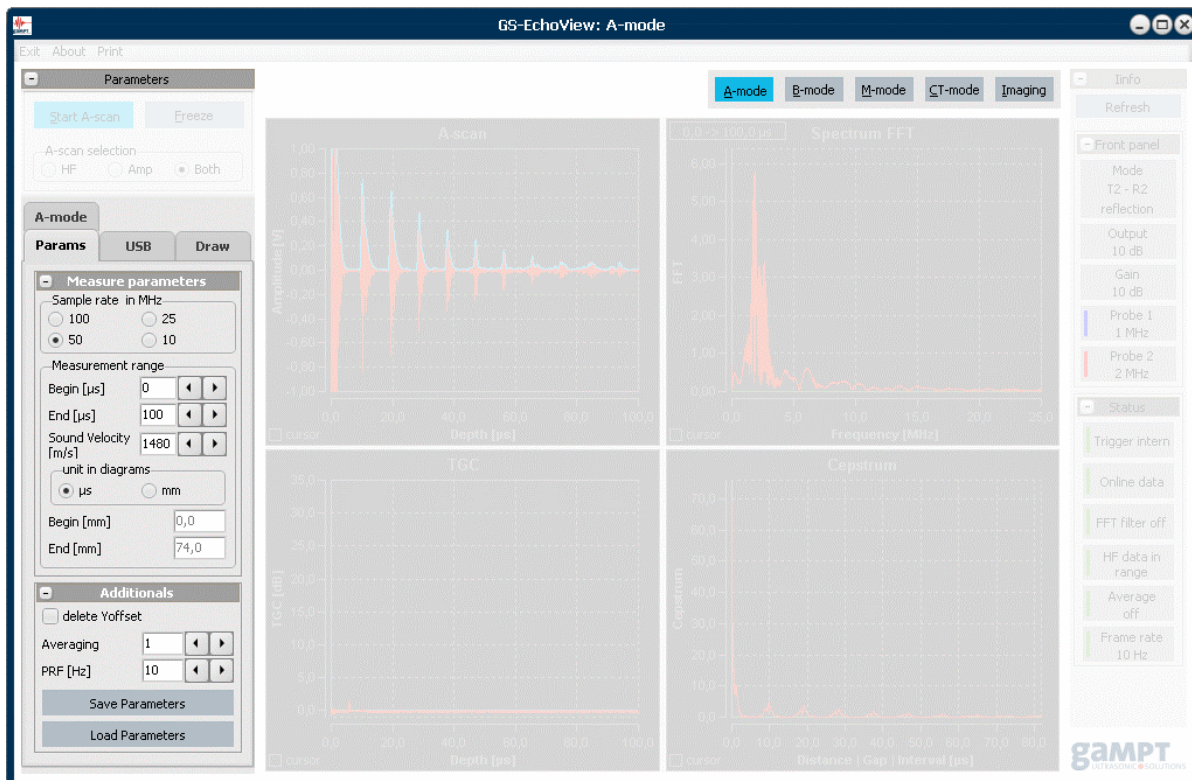 GS-EchoView: A-mode
gAMPT
Exit About Print
Parameters
Start A-scan Freeze
A-scan selection
HF Amp Both
A-mode
Params USB Draw
Measure parameters
Sample rate in MHz
100 25
50 10
Measurement range
Begin [µs] 0
End [µs] 100
Sound Velocity [m/s] 1480
unit in diagrams
µs mm
Begin [mm] 0,0
End [mm] 74,0
Additionals
delete Yoffset
Averaging 1
PRF [Hz] 10
Save Parameters
Load Parameters
A-mode B-mode M-mode CT-mode Imaging
A-scan
1,00
0,80
0,60
0,40
0,20
0,00
-0,20
-0,40
-0,60
-0,80
-1,00
Amplitude [V]
0,0 20,0 40,0 60,0 80,0 100,0
cursor Depth [µs]
0,0 -> 100,0 µs Spectrum FFT
8,00
6,00
4,00
3,00
2,00
1,00
0,00
FFT
0,0 5,0 10,0 15,0 20,0 25,0
cursor Frequency [MHz]
TGC
35,0
30,0
25,0
20,0
15,0
10,0
5,0
0,0
TGC [dB]
0,0 20,0 40,0 60,0 80,0 100,0
cursor Depth [µs]
Cepstrum
70,0
50,0
40,0
30,0
20,0
10,0
0,0
Cepstrum
0,0 10,0 20,0 30,0 40,0 50,0 60,0 70,0 80,0
cursor Distance | Gap | Interval [µs]
Iinfo
Refresh
Front panel
Mode
T2 - R2
reflection
Output
10 dB
Gain
10 dB
Probe 1
1 MHz
Probe 2
2 MHz
Status
Trigger intern
Online data
FFT filter off
HF data in
range
Average
off
Frame rate
10 Hz
gAMPT
ULTRASONIC SOLUTIONS